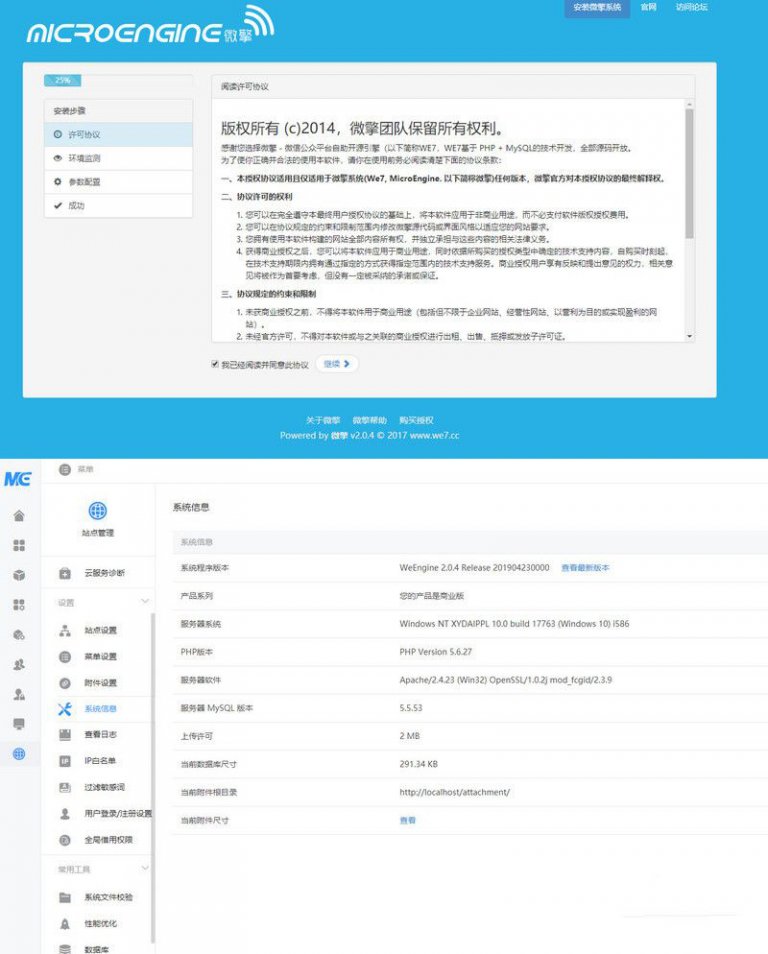 安装微擎系统 官网 访问论坛
MICROENGINE 微擎
25%
安装步骤
许可协议
环境监测
参数配置
成功
阅读许可协议
版权所有 (c)2014，微擎团队保留所有权利。
感谢您选择微擎 - 微信公众平台自助开源引擎（以下简称WE7，WE7基于 PHP + MySQL的技术开发，全部源码开放。
为了你正确并合法的使用本软件，请你在使用前务必阅读清楚下面的协议条款：
一、本授权协议适用且仅适用于微擎系统(We7, MicroEngine. 以下简称微擎)任何版本，微擎官方对本授权协议的最终解释权。
二、协议许可的权利
1. 您可以在完全遵守本最终用户授权协议的基础上，将本软件应用于非商业用途，而不必支付软件版权授权费用。
2. 您可以在协议规定的约束和限制范围内修改微擎源代码或界面风格以适应您的网站要求。
3. 您拥有使用本软件构建的网站全部内容所有权，并独立承担与这些内容的相关法律义务。
4. 获得商业授权之后，您可以将本软件应用于商业用途，同时依据所购买的授权类型中确定的技术支持内容，自购买时刻起，
在技术支持期限内拥有通过指定的方式获得指定范围内的技术支持服务。商业授权用户享有反映和提出意见的权力，相关意
见将被作为首要考虑，但没有一定被采纳的承诺或保证。
三、协议规定的约束和限制
1. 未获商业授权之前，不得将本软件用于商业用途（包括但不限于企业网站、经营性网站、以营利为目的或实现盈利的网
站）。
2. 未经官方许可，不得对本软件或与之关联的商业授权进行出租、出售、抵押或发放子许可证。
我已经阅读并同意此协议 继续
关于微擎 微擎帮助 购买授权
Powered by 微擎 v2.0.4 © 2017 www.we7.cc
菜单
站点管理
云服务诊断
设置
站点设置
菜单设置
附件设置
系统信息
查看日志
IP白名单
过滤敏感词
用户登录/注册设置
全局借用权限
常用工具
系统文件校验
性能优化
数据库
系统信息
系统信息
系统程序版本 WeEngine 2.0.4 Release 201904230000 查看最新版本
产品系列 您的产品是商业版
服务器系统 Windows NT XYDAIPPL 10.0 build 17763 (Windows 10) i586
PHP版本 PHP Version 5.6.27
服务器软件 Apache/2.4.23 (Win32) OpenSSL/1.0.2j mod_fcgid/2.3.9
服务器 MySQL 版本 5.5.53
上传许可 2 MB
当前数据库尺寸 291.34 KB
当前附件根目录 http://localhost/attachment/
当前附件尺寸 查看